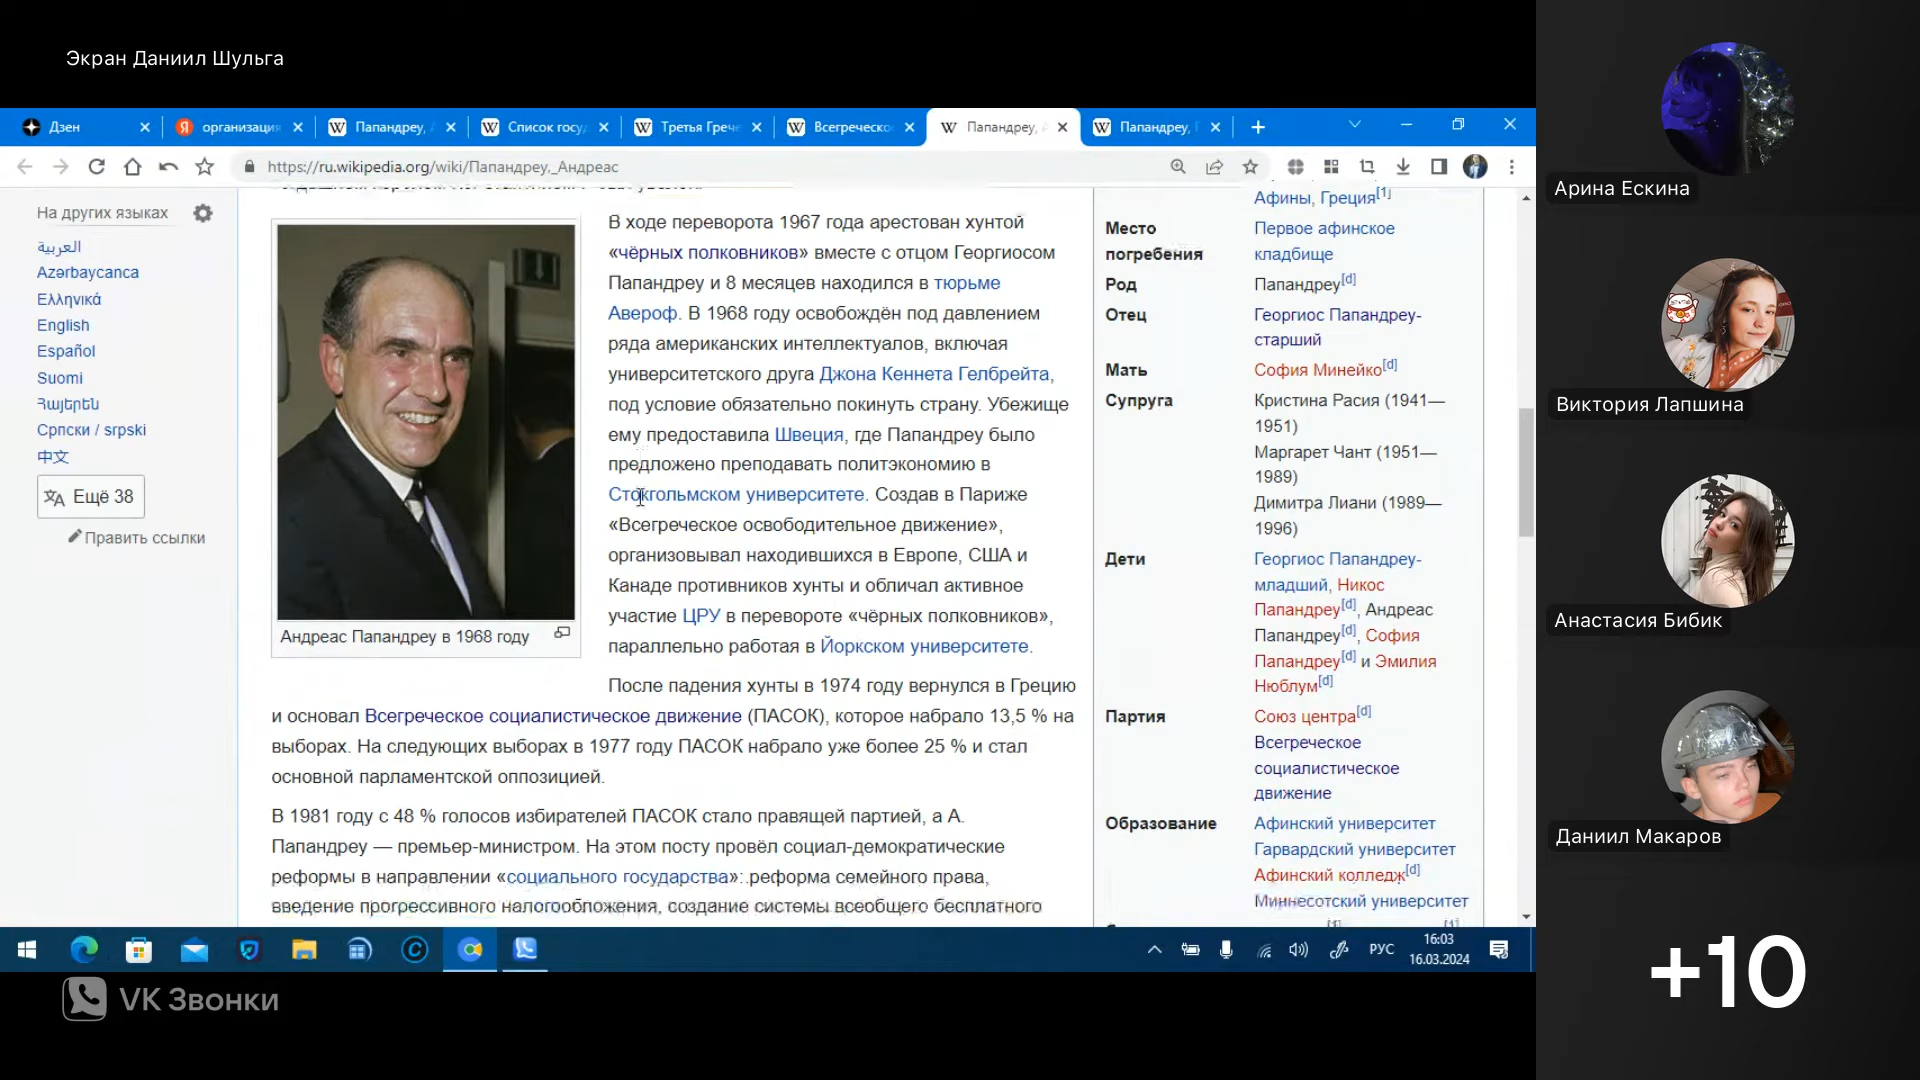 Экран Даниил Шульга
Дзен
организация
Папандреу,
Список госу
Третья Грече
Всегреческо
Папандреу, А
Папандреу, Г
https://ru.wikipedia.org/wiki/Папандреу,_Андреас
На других языках
العربية
Azərbaycanca
Ελληνικά
English
Español
Suomi
Հայերեն
Српски / srpski
中文
Ещё 38
Править ссылки
Андреас Папандреу в 1968 году
В ходе переворота 1967 года арестован хунтой
«чёрных полковников» вместе с отцом Георгиосом
Папандреу и 8 месяцев находился в тюрьме
Авероф. В 1968 году освобождён под давлением
ряда американских интеллектуалов, включая
университетского друга Джона Кеннета Гелбрейта,
под условие обязательно покинуть страну. Убежище
ему предоставила Швеция, где Папандреу было
предложено преподавать политэкономию в
Стокгольмском университете. Создав в Париже
«Всегреческое освободительное движение»,
организовывал находившихся в Европе, США и
Канаде противников хунты и обличал активное
участие ЦРУ в перевороте «чёрных полковников»,
параллельно работая в Йоркском университете.
После падения хунты в 1974 году вернулся в Грецию
и основал Всегреческое социалистическое движение (ПАСОК), которое набрало 13,5 % на
выборах. На следующих выборах в 1977 году ПАСОК набрало уже более 25 % и стал
основной парламентской оппозицией.
В 1981 году с 48 % голосов избирателей ПАСОК стало правящей партией, а А.
Папандреу — премьер-министром. На этом посту провёл социал-демократические
реформы в направлении «социального государства»: реформа семейного права,
введение прогрессивного налогообложения, создание системы всеобщего бесплатного
Афины, Греция[1]
Место погребения
Первое афинское
кладбище
Род
Папандреу[d]
Отец
Георгиос Папандреу-
старший
Мать
София Минейко[d]
Супруга
Кристина Расия (1941—
1951)
Маргарет Чант (1951—
1989)
Димитра Лиани (1989—
1996)
Дети
Георгиос Папандреу-
младший, Никос
Папандреу[d], Андреас
Папандреу[d], София
Папандреу[d] и Эмилия
Нюблум[d]
Партия
Союз центра[d]
Всегреческое
социалистическое
движение
Образование
Афинский университет
Гарвардский университет
Афинский колледж[d]
Миннесотский университет
РУС
16:03
16.03.2024
VK Звонки
Арина Ескина
Виктория Лапшина
Анастасия Бибик
Даниил Макаров
+10